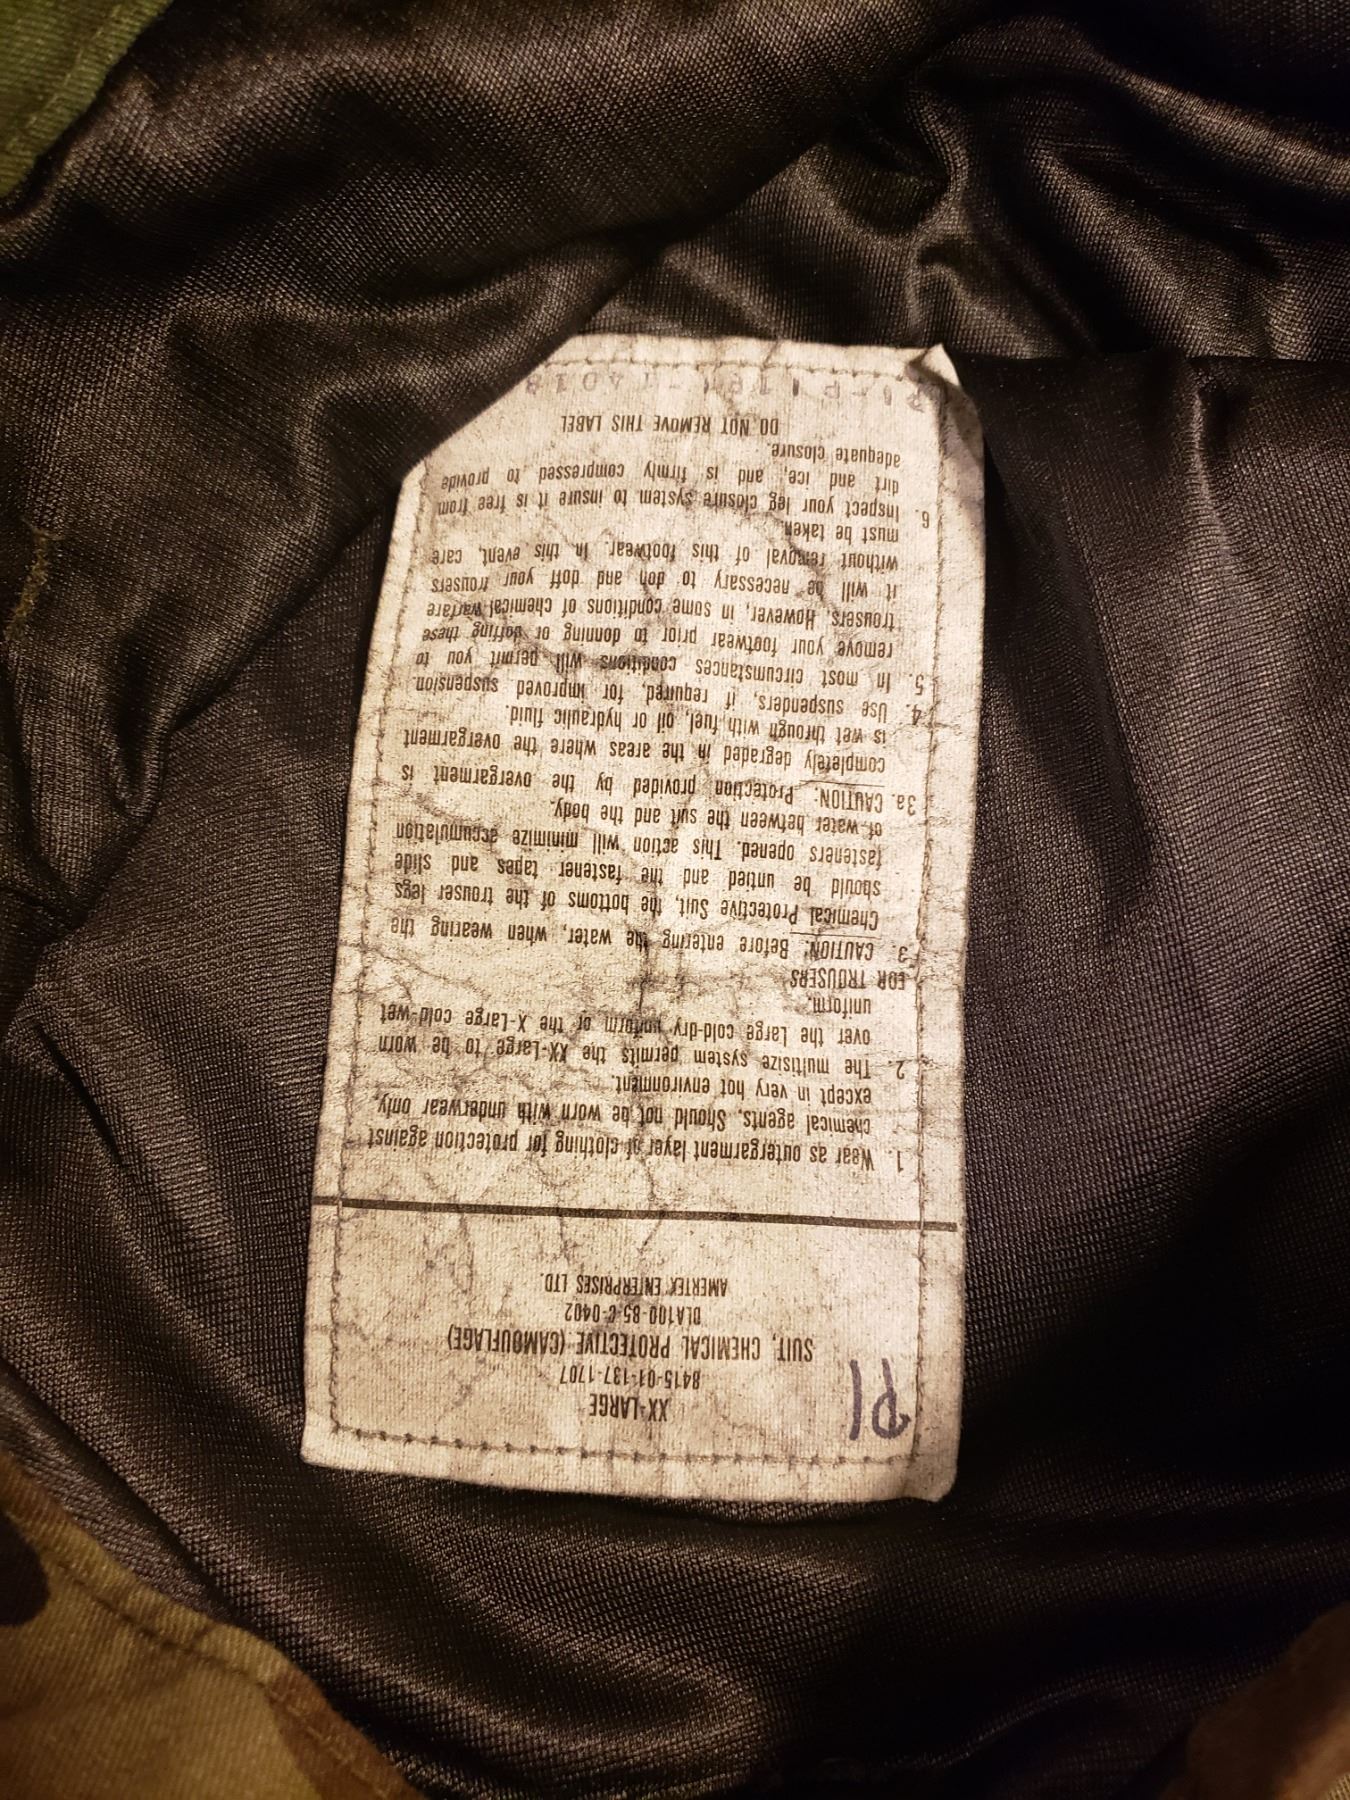 XX-LARGE
8415-01-137-1707
SUIT, CHEMICAL PROTECTIVE (CAMOUFLAGE)
DLA100-85-C-0402
AMERTEX ENTERPRISES LTD.
P1
1. Wear as outergarment layer of clothing for protection against
chemical agents. Should not be worn with underwear only,
except in very hot environment.
2. The multisize system permits the XX-Large to be worn
over the Large cold-dry uniform or the X-Large cold-wet
uniform.
FOR TROUSERS
3. CAUTION: Before entering the water, when wearing the
Chemical Protective Suit, the bottoms of the trouser legs
should be untied and the fastener tapes and slide
fasteners opened. This action will minimize accumulation
of water between the suit and the body.
3a. CAUTION: Protection provided by the overgarment is
completely degraded in the areas where the overgarment
is wet through with fuel, oil or hydraulic fluid.
4. Use suspenders, if required, for improved suspension.
5. In most circumstances conditions will permit you to
remove your footwear prior to donning or doffing these
trousers. However, in some conditions of chemical warfare
it will be necessary to don and doff your trousers
without removal of this footwear. In this event, care
must be taken.
6. Inspect your leg closure system to insure it is free from
dirt and ice, and is firmly compressed to provide
adequate closure.
DO NOT REMOVE THIS LABEL